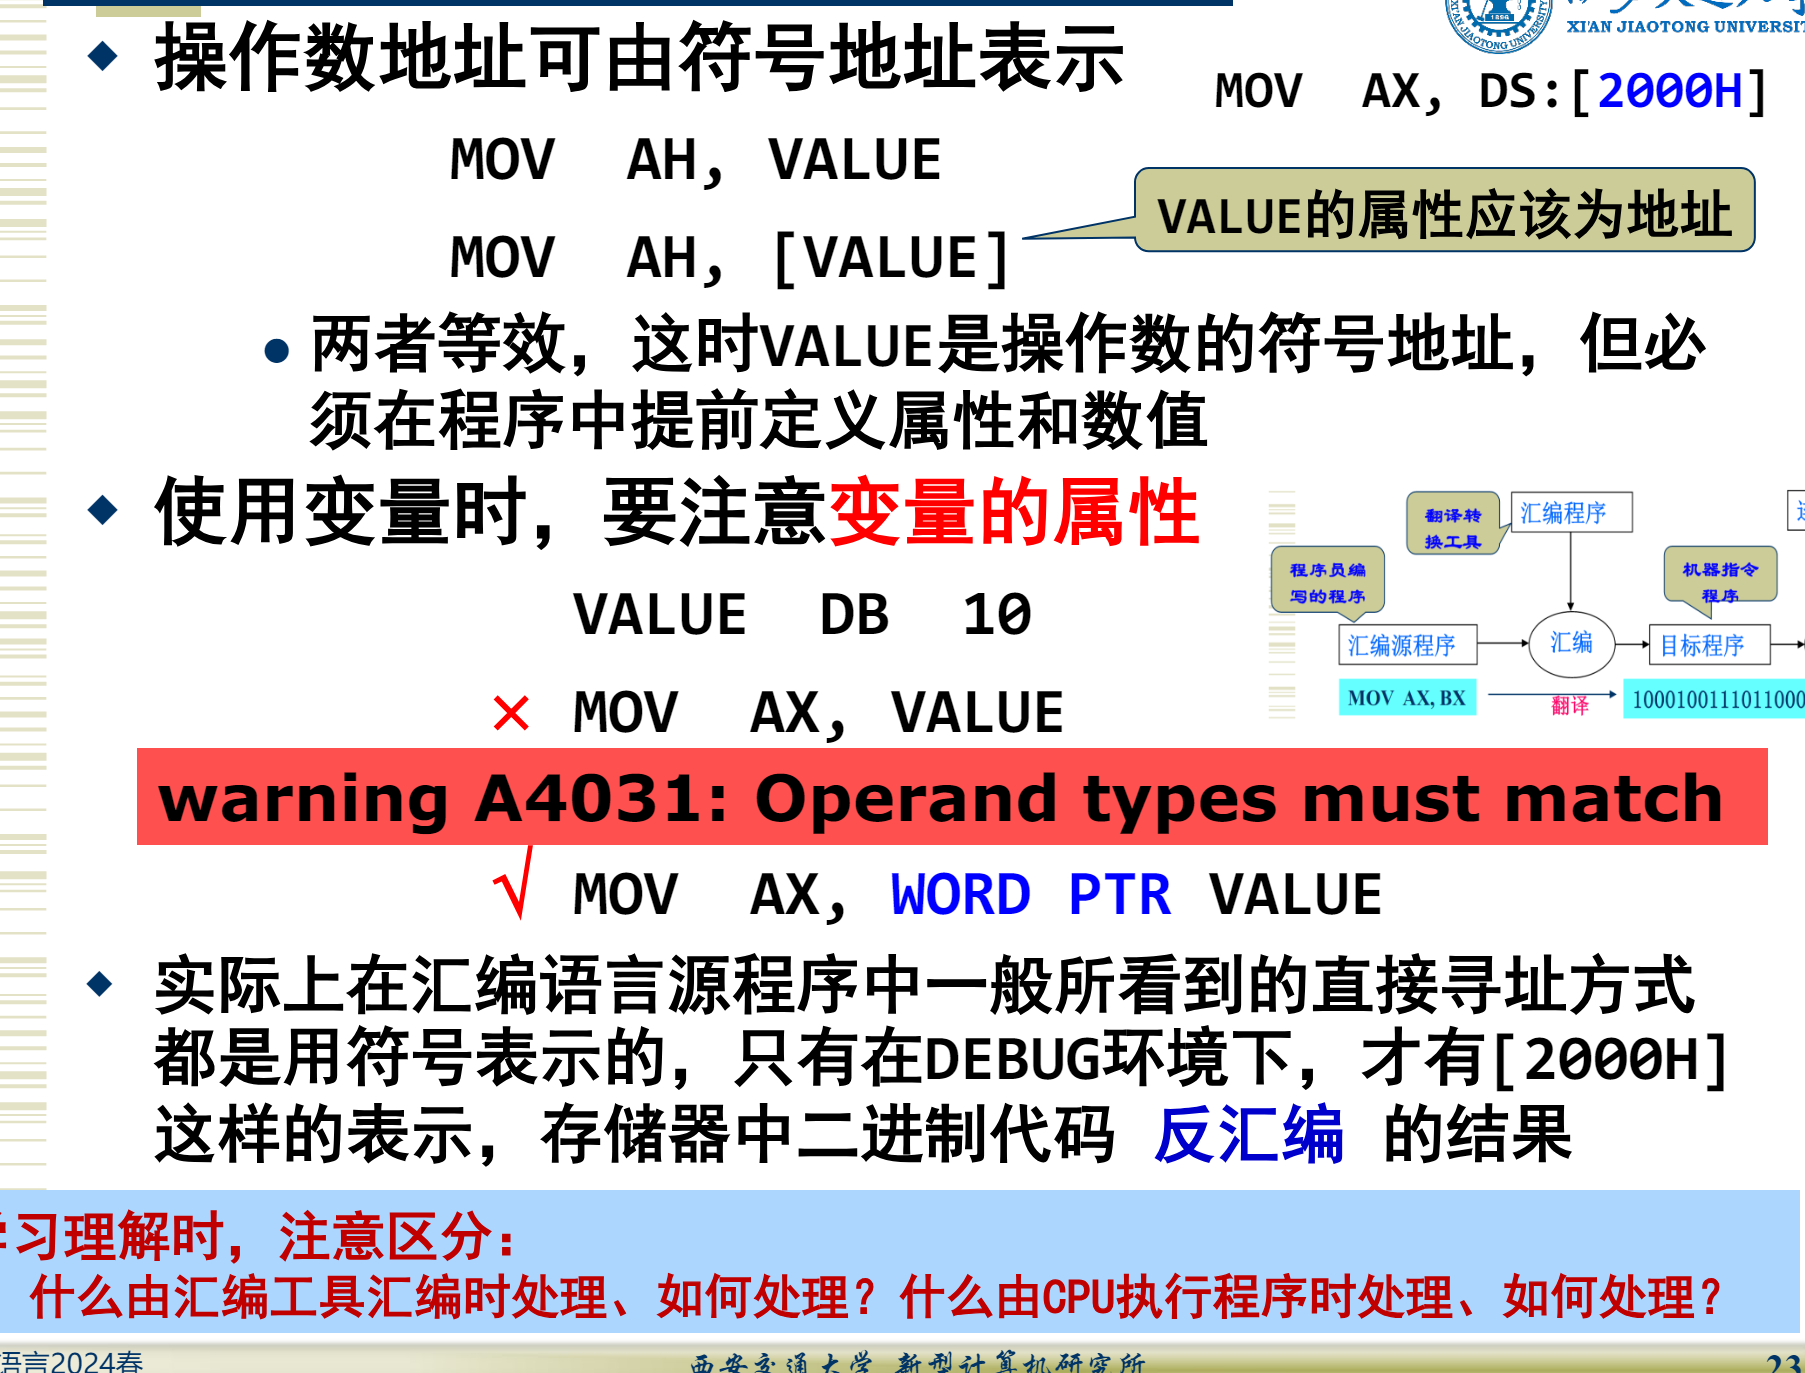 XI'AN JIAOTONG
操作数地址可由符号地址表示
MOV AX, DS:[2000H]
MOV AH, VALUE
MOV AH, [VALUE]
VALUE的属性应该为地址
两者等效，这时VALUE是操作数的符号地址，但必
须在程序中提前定义属性和数值
使用变量时，要注意变量的属性
VALUE DB 10
× MOV AX, VALUE
warning A4031: Operand types must match
√ MOV AX, WORD PTR VALUE
翻译转
换工具
汇编程序
程序员编
写的程序
机器指令
程序
汇编源程序
汇编
目标程序
MOV AX, BX
翻译
1000100111011000
实际上在汇编语言源程序中一般所看到的直接寻址方式
都是用符号表示的，只有在DEBUG环境下，才有[2000H]
这样的表示，存储器中二进制代码 反汇编 的结果
习理解时，注意区分：
什么由汇编工具汇编时处理、如何处理？什么由CPU执行程序时处理、如何处理？
语言2024春
西安交通大学 新型计算机研究所
23